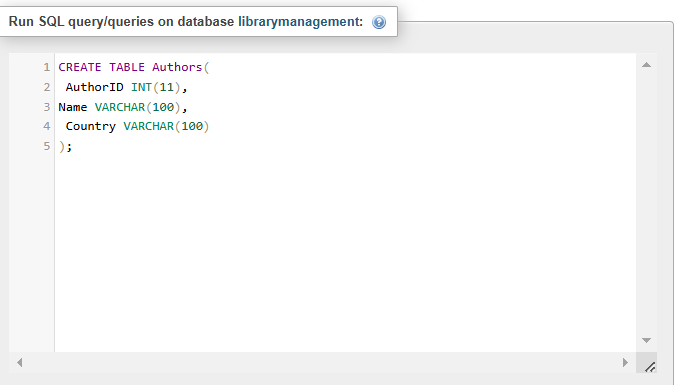 Run SQL query/queries on database librarymanagement:
1 CREATE TABLE Authors(
2  AuthorID INT(11),
3 Name VARCHAR(100),
4  Country VARCHAR(100)
5 );